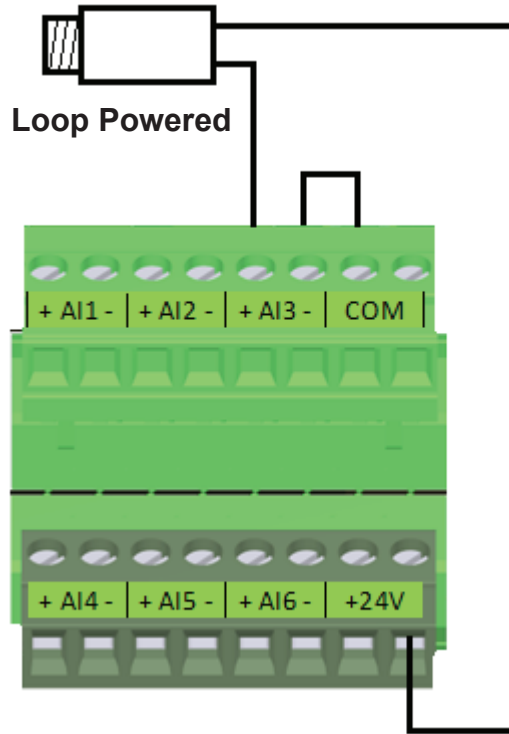 Loop Powered
+ AI1 - + AI2 - + AI3 - COM
+ AI4 - + AI5 - + AI6 - +24V